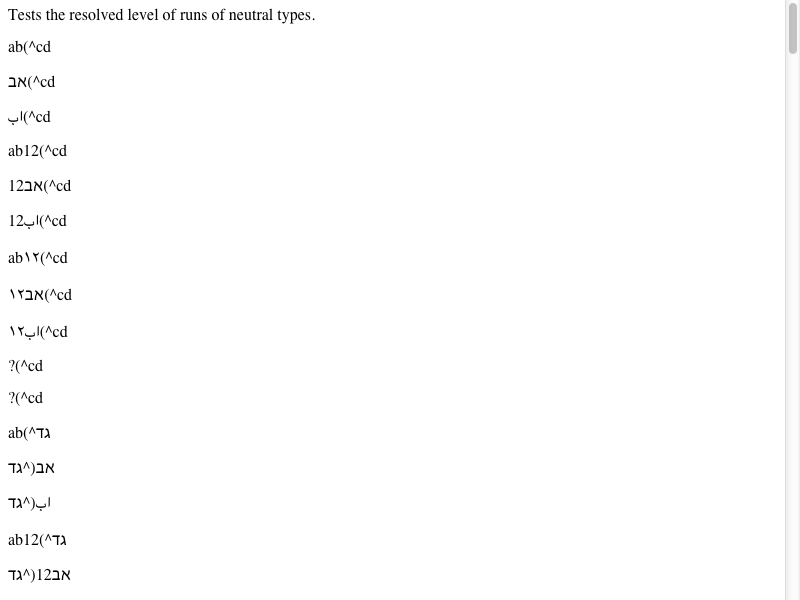 Tests the resolved level of runs of neutral types.
ab(^cd
אב(^cd
اب(^cd
ab12(^cd
אב12(^cd
اب12(^cd
ab١٢(^cd
אב١٢(^cd
اب١٢(^cd
?(^cd
?(^cd
ab(^גד
אב(^גד
اب(^גד
ab12(^גד
אב12(^גד